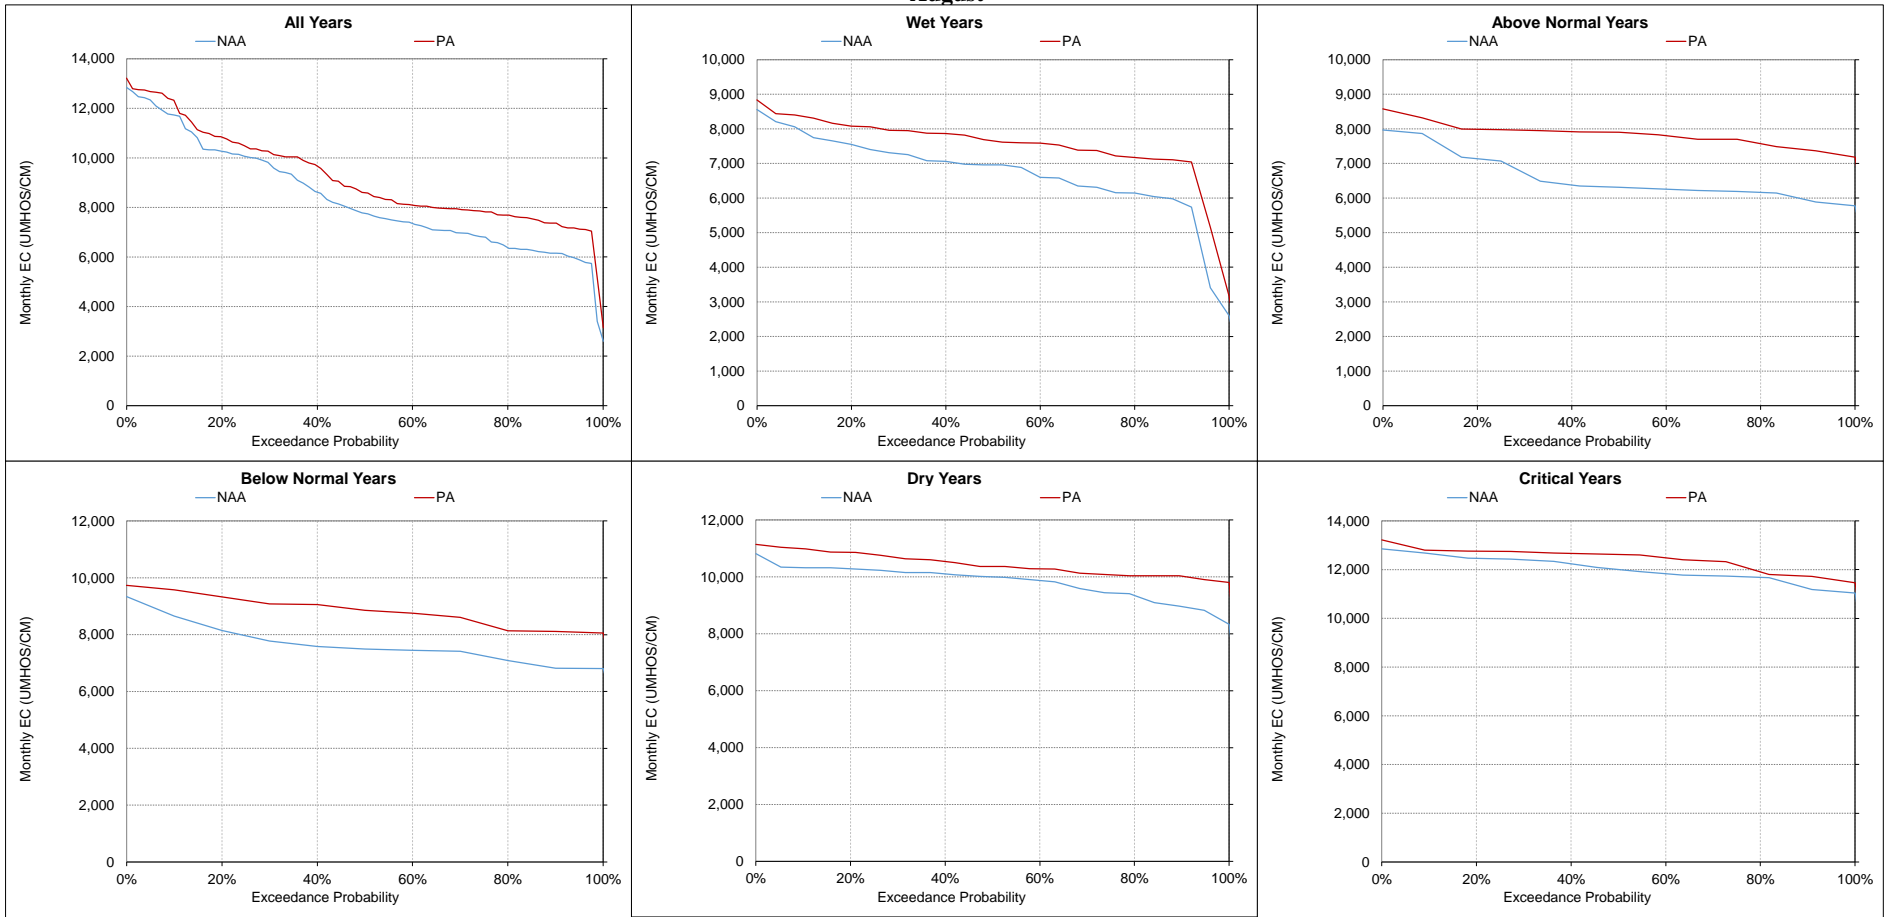 August
All Years
NAA PA
14,000
12,000
10,000
8,000
6,000
4,000
2,000
0
0% 20% 40% 60% 80% 100%
Monthly EC (UMHOS/CM)
Exceedance Probability
Wet Years
NAA PA
10,000
9,000
8,000
7,000
6,000
5,000
4,000
3,000
2,000
1,000
0
0% 20% 40% 60% 80% 100%
Monthly EC (UMHOS/CM)
Exceedance Probability
Above Normal Years
NAA PA
10,000
9,000
8,000
7,000
6,000
5,000
4,000
3,000
2,000
1,000
0
0% 20% 40% 60% 80% 100%
Monthly EC (UMHOS/CM)
Exceedance Probability
Below Normal Years
NAA PA
12,000
10,000
8,000
6,000
4,000
2,000
0
0% 20% 40% 60% 80% 100%
Monthly EC (UMHOS/CM)
Exceedance Probability
Dry Years
NAA PA
12,000
10,000
8,000
6,000
4,000
2,000
0
0% 20% 40% 60% 80% 100%
Monthly EC (UMHOS/CM)
Exceedance Probability
Critical Years
NAA PA
14,000
12,000
10,000
8,000
6,000
4,000
2,000
0
0% 20% 40% 60% 80% 100%
Monthly EC (UMHOS/CM)
Exceedance Probability